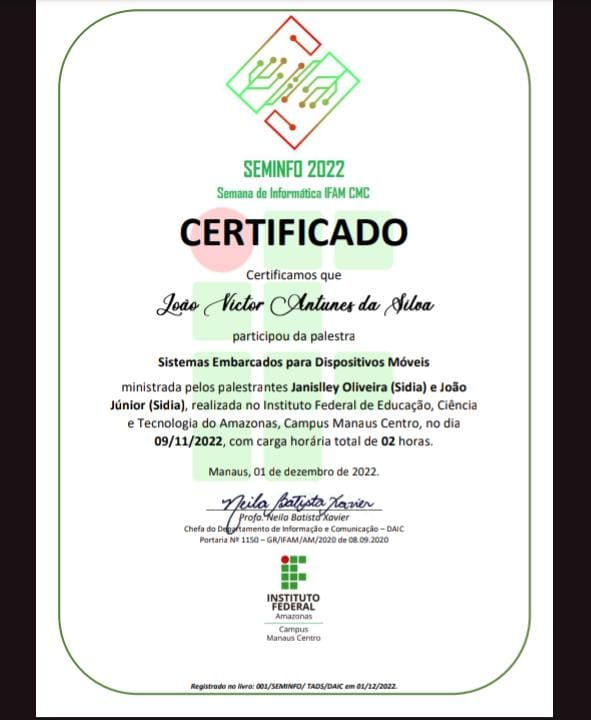 SEMINFO 2022
Semana de Informática IFAM CMC
CERTIFICADO
Certificamos que
João Victor Antunes da Silva
participou da palestra
Sistemas Embarcados para Dispositivos Móveis
ministrada pelos palestrantes Janislley Oliveira (Sidia) e João
Júnior (Sidia), realizada no Instituto Federal de Educação, Ciência
e Tecnologia do Amazonas, Campus Manaus Centro, no dia
09/11/2022, com carga horária total de 02 horas.
Manaus, 01 de dezembro de 2022.
Neila Batista Xavier
Profa. Neila Batista Xavier
Chefa do Departamento de Informação e Comunicação – DAIC
Portaria Nº 1150 – GR/IFAM/AM/2020 de 08.09.2020
INSTITUTO
FEDERAL
Amazonas
Campus
Manaus Centro
Registrado no livro: 001/SEMINFO/ TADS/DAIC em 01/12/2022.